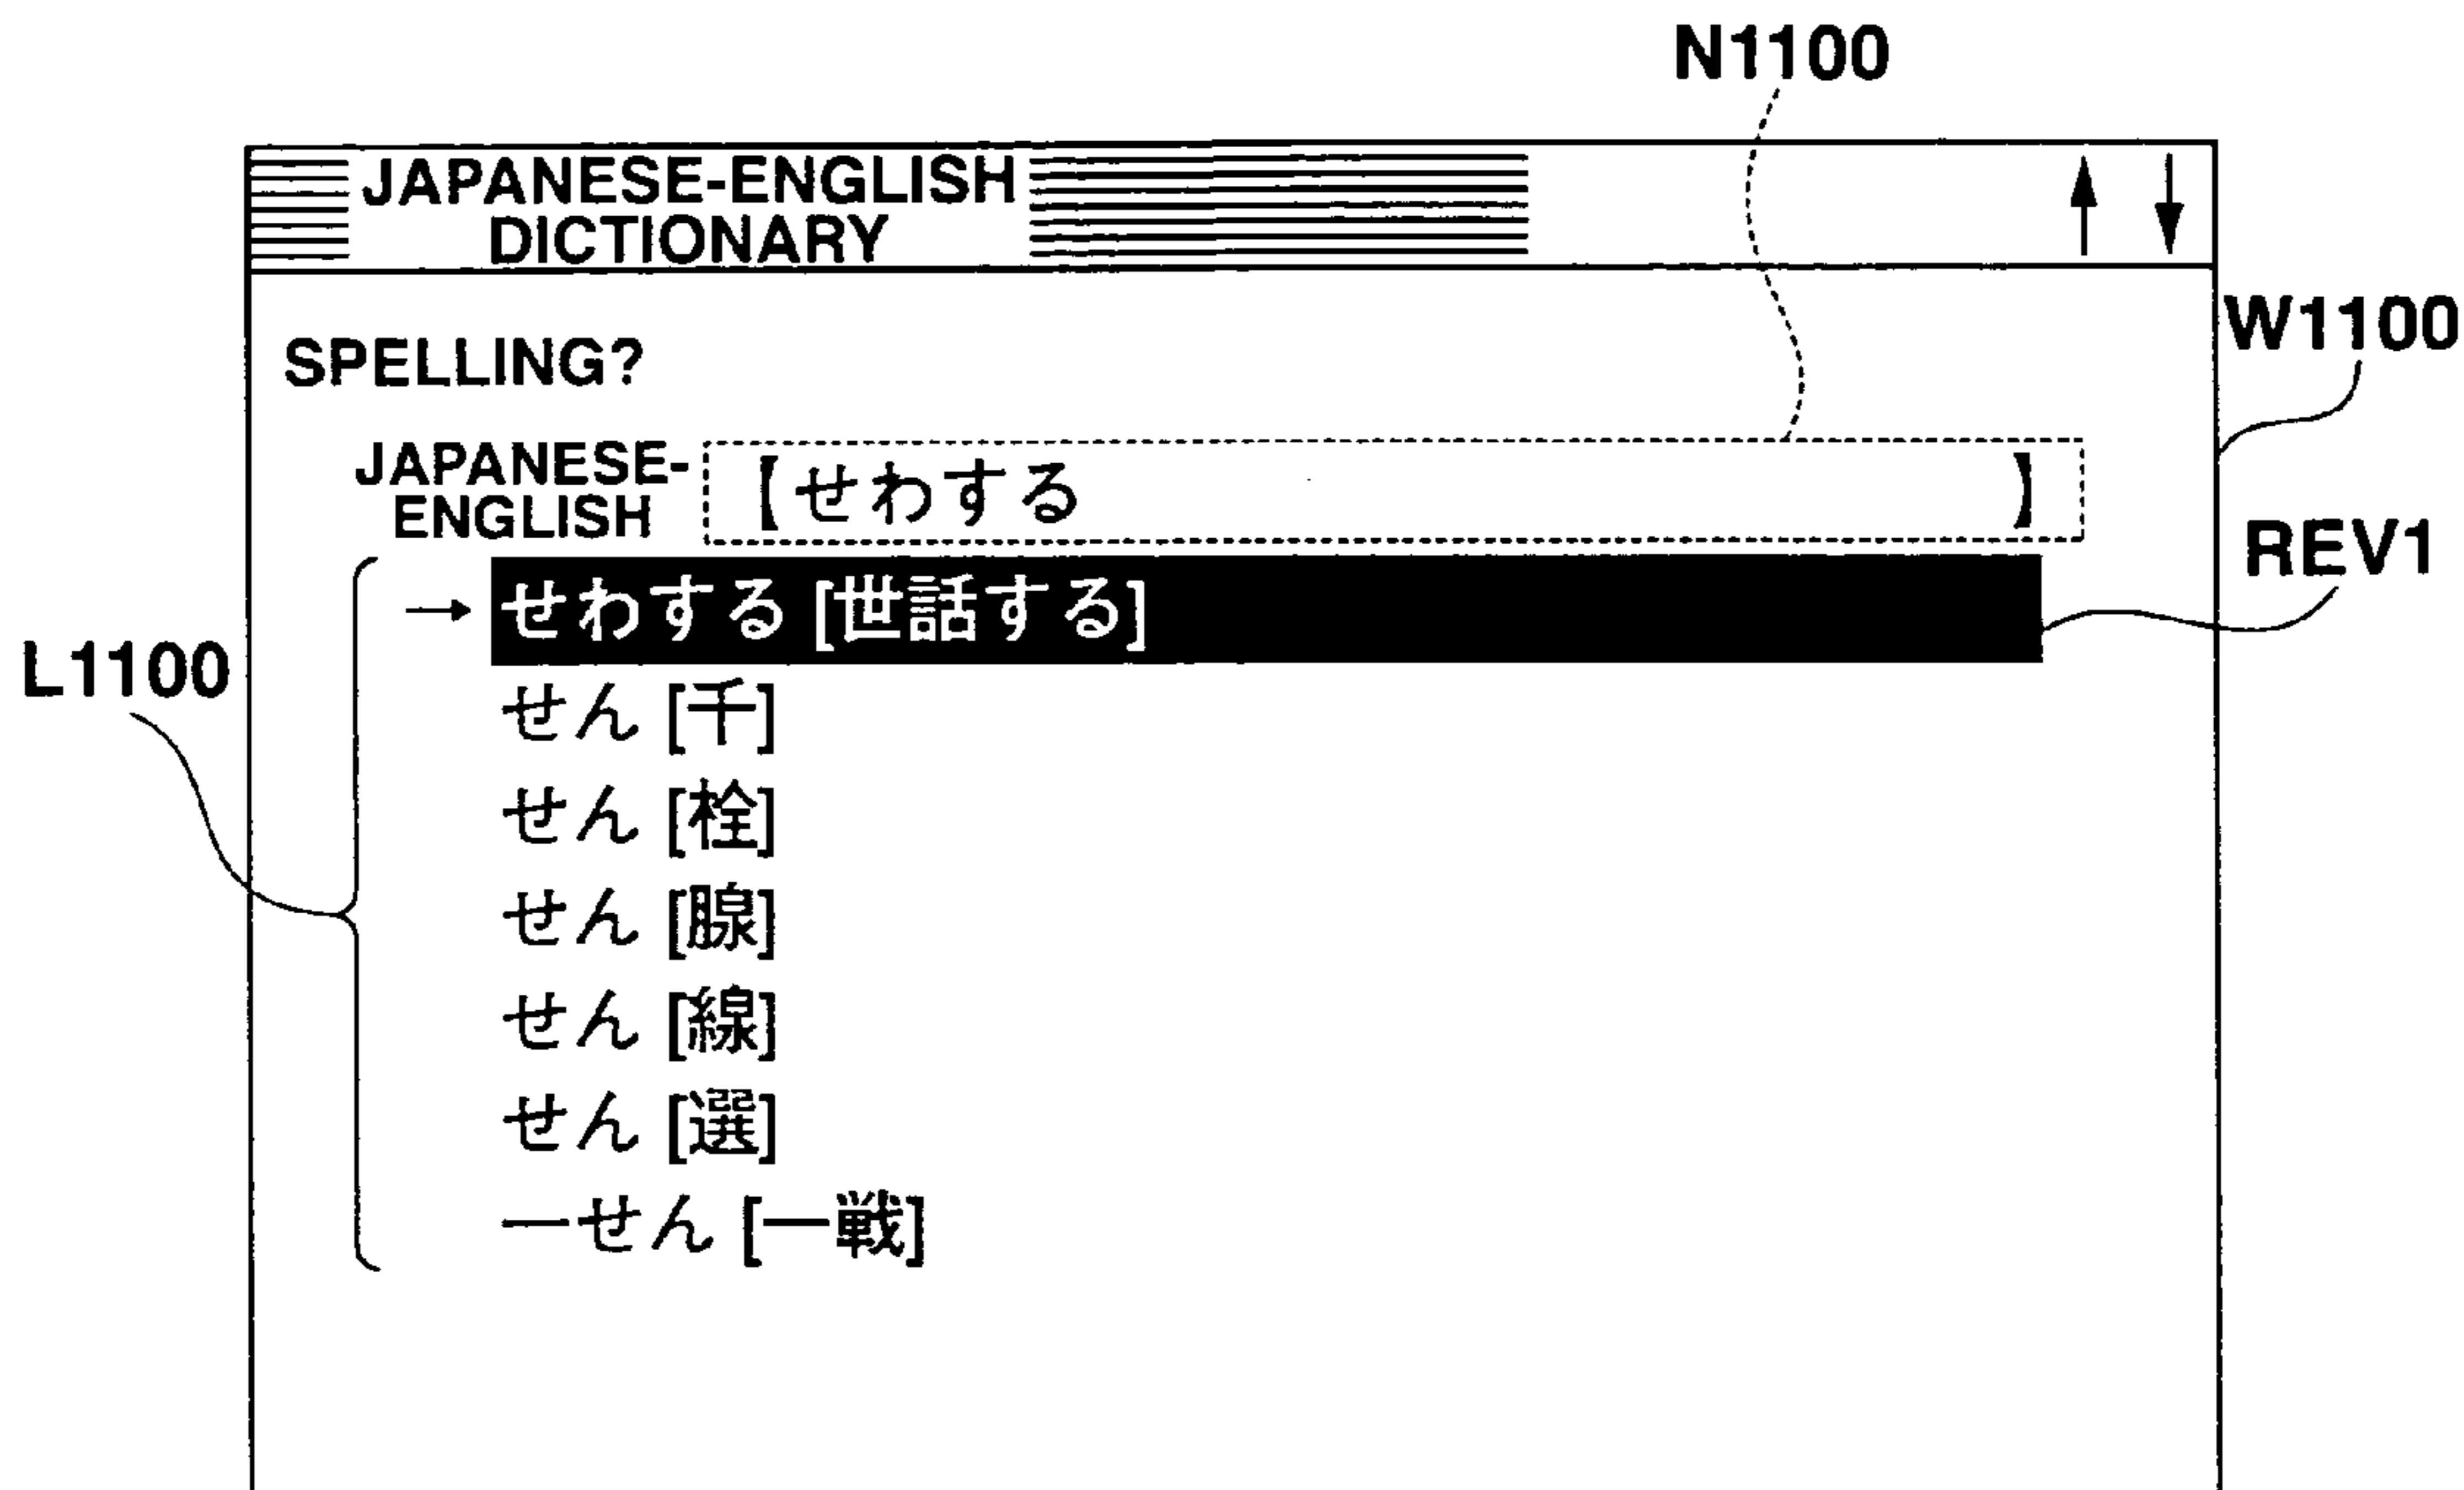 N1100
JAPANESE-ENGLISH
DICTIONARY
W1100
SPELLING?
JAPANESE-
ENGLISH
【せわする】
REV1
→せわする [世話する]
L1100
せん [千]
せん [栓]
せん [腺]
せん [線]
せん [選]
―せん [―戦]